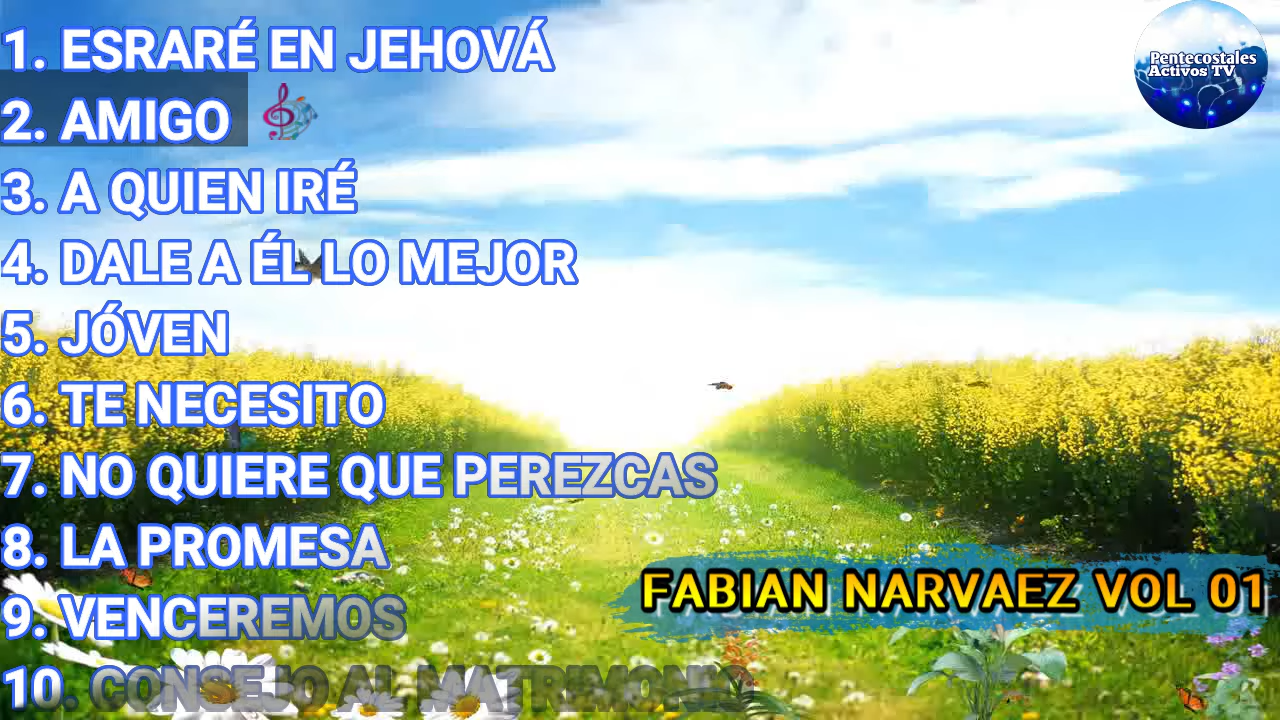 1. ESRARÉ EN JEHOVÁ
2. AMIGO
3. A QUIEN IRÉ
4. DALE A ÉL LO MEJOR
5. JÓVEN
6. TE NECESITO
7. NO QUIERE QUE PEREZCAS
8. LA PROMESA
9. VENCEREMOS
10. CONSEJO AL MATRIMONIO
Pentecostales
Activos TV
FABIAN NARVAEZ VOL 01